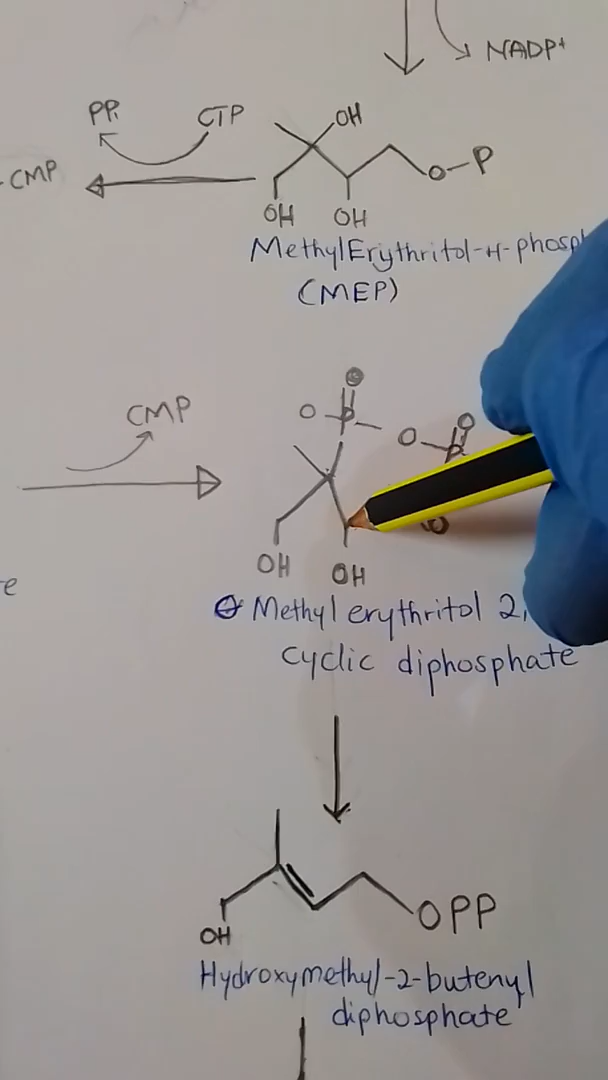 NADP+
PPi
CTP
- CMP
OH
O-P
OH
OH
MethylErythritol-4-phosp
(MEP)
CMP
O
O
P
O
O
P
OH
OH
e
Methyl erythritol 2,
cyclic diphosphate
OPP
OH
Hydroxymethyl-2-butenyl
diphosphate